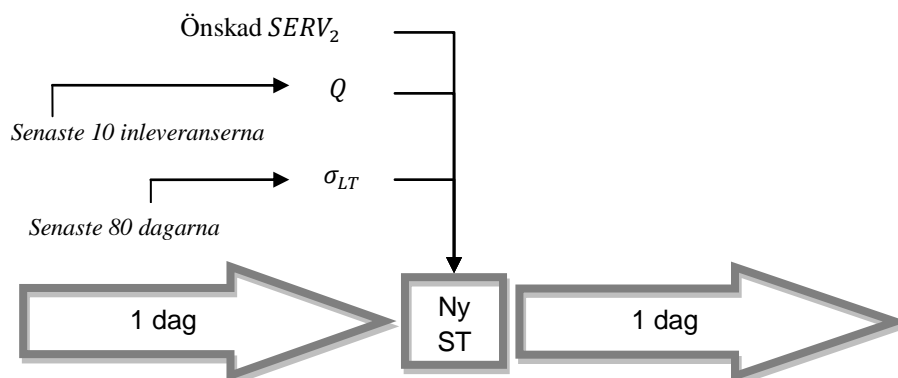 Önskad SERV₂
Q
Senaste 10 inleveranserna
σ_LT
Senaste 80 dagarna
1 dag
Ny
ST
1 dag